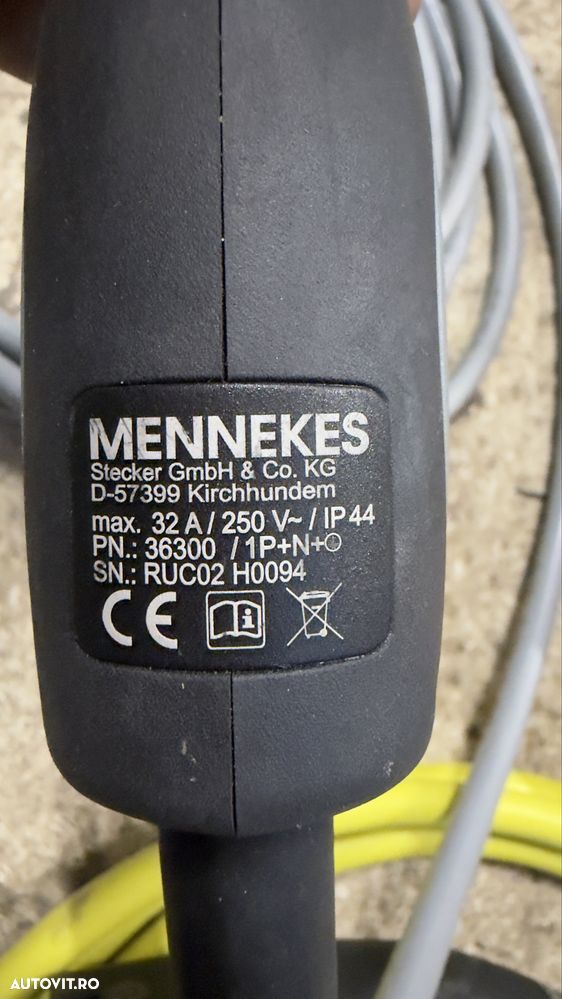 MENNEKES
Stecker GmbH & Co. KG
D-57399 Kirchhundem
max. 32 A / 250 V~ / IP 44
PN.: 36300 / 1P+N+⏚
SN.: RUC02 H0094
CE
i
AUTOVIT.RO